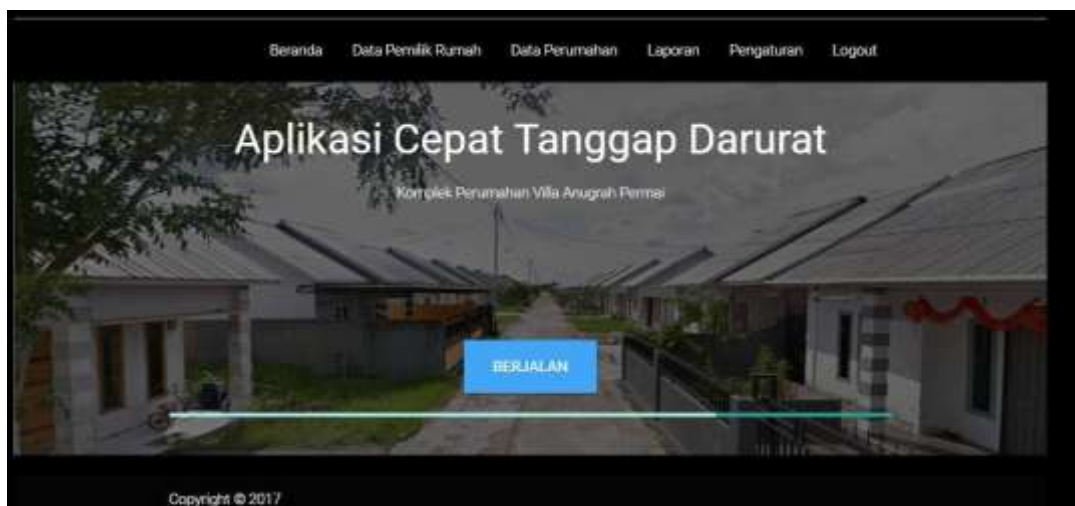 Beranda Data Pemilik Rumah Data Perumahan Laporan Pengaturan Logout
Aplikasi Cepat Tanggap Darurat
Komplek Perumahan Villa Anugrah Permai
BERJALAN
Copyright © 2017